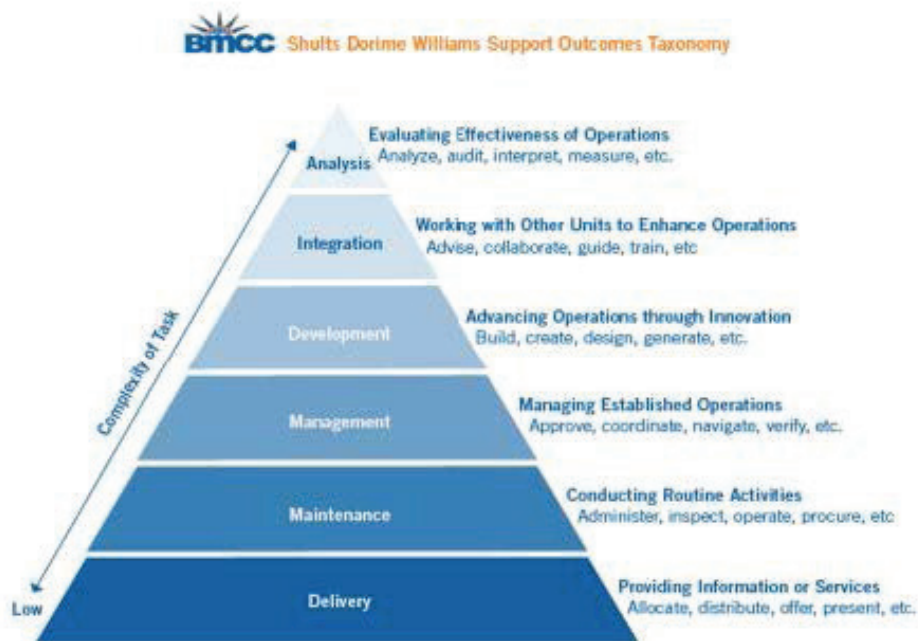 BMCC Shults Dorime Williams Support Outcomes Taxonomy
Evaluating Effectiveness of Operations
Analyze, audit, interpret, measure, etc.
Analysis
Working with Other Units to Enhance Operations
Advise, collaborate, guide, train, etc
Integration
Advancing Operations through Innovation
Build, create, design, generate, etc.
Development
Complexity of Task
Managing Established Operations
Approve, coordinate, navigate, verify, etc.
Management
Conducting Routine Activities
Administer, inspect, operate, procure, etc
Maintenance
Providing Information or Services
Allocate, distribute, offer, present, etc.
Delivery
Low